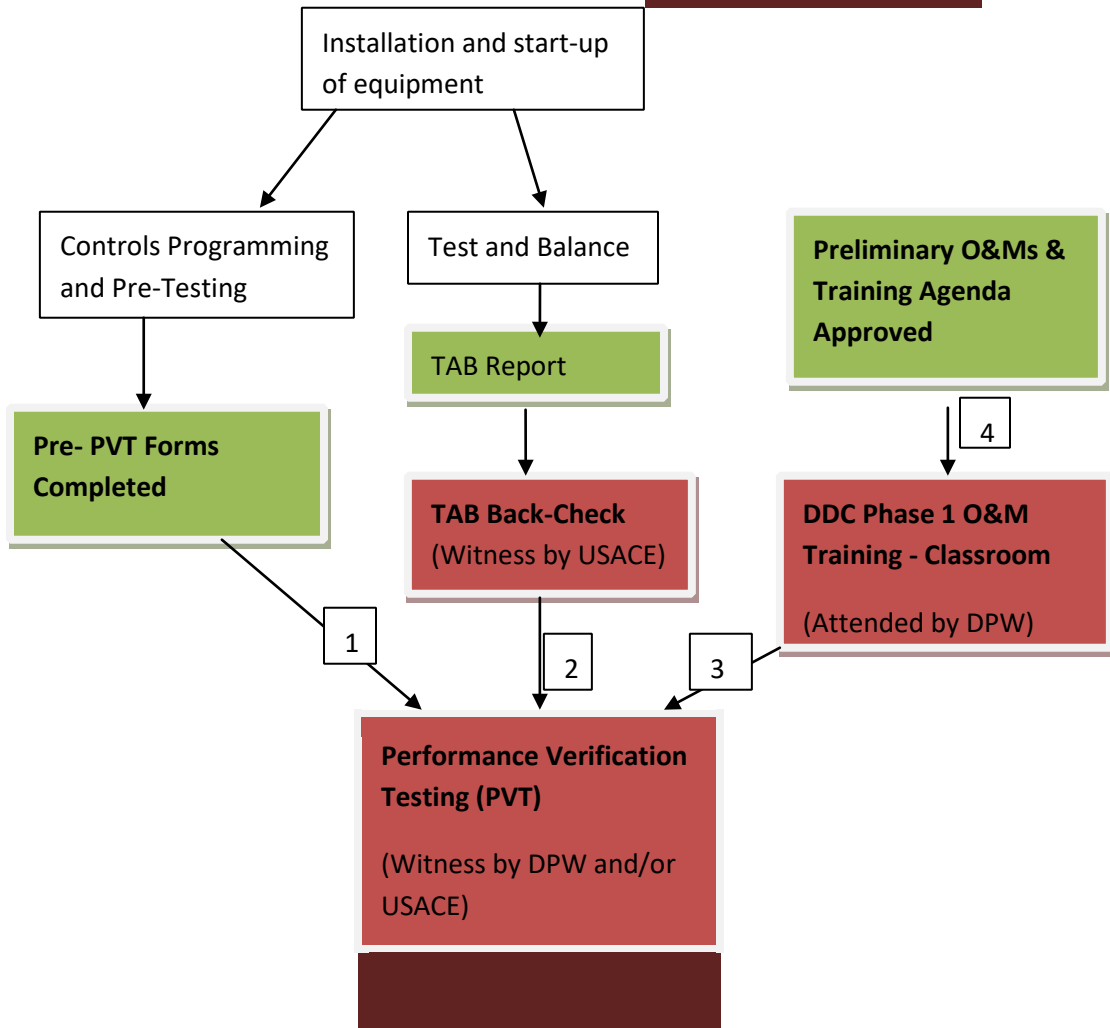 Installation and start-up
of equipment
Controls Programming
and Pre-Testing
Test and Balance
Preliminary O&Ms &
Training Agenda
Approved
TAB Report
Pre- PVT Forms
Completed
4
TAB Back-Check
(Witness by USACE)
DDC Phase 1 O&M
Training - Classroom
(Attended by DPW)
1
2
3
Performance Verification
Testing (PVT)
(Witness by DPW and/or
USACE)